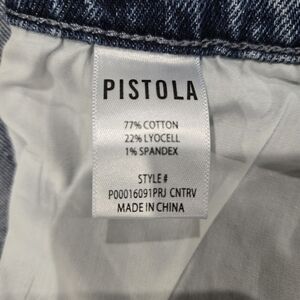 PISTOLA
77% COTTON
22% LYOCELL
1% SPANDEX
STYLE#
P00016091PRJ CNTRV
MADE IN CHINA